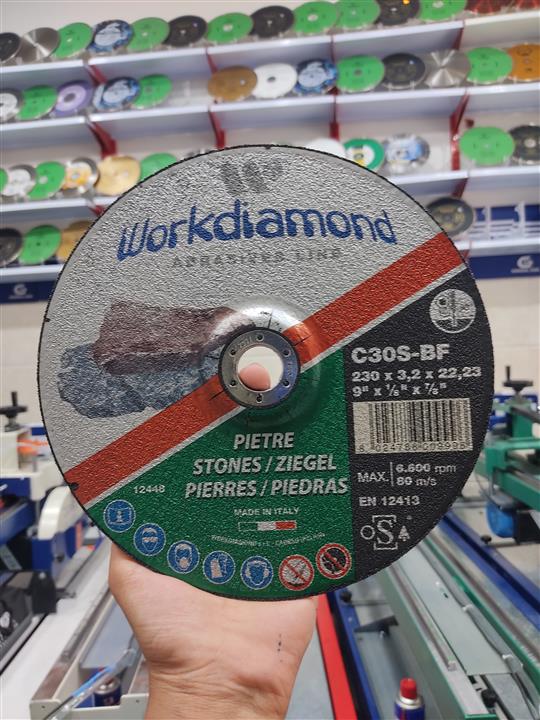 Workdiamond
ABRASIVES LINE
C30S-BF
230 x 3,2 x 22,23
9" x 1/8" x 7/8"
PIETRE
STONES / ZIEGEL
PIERRES / PIEDRAS
12448
MADE IN ITALY
MAX. 6.600 rpm
80 m/s
EN 12413
oSa